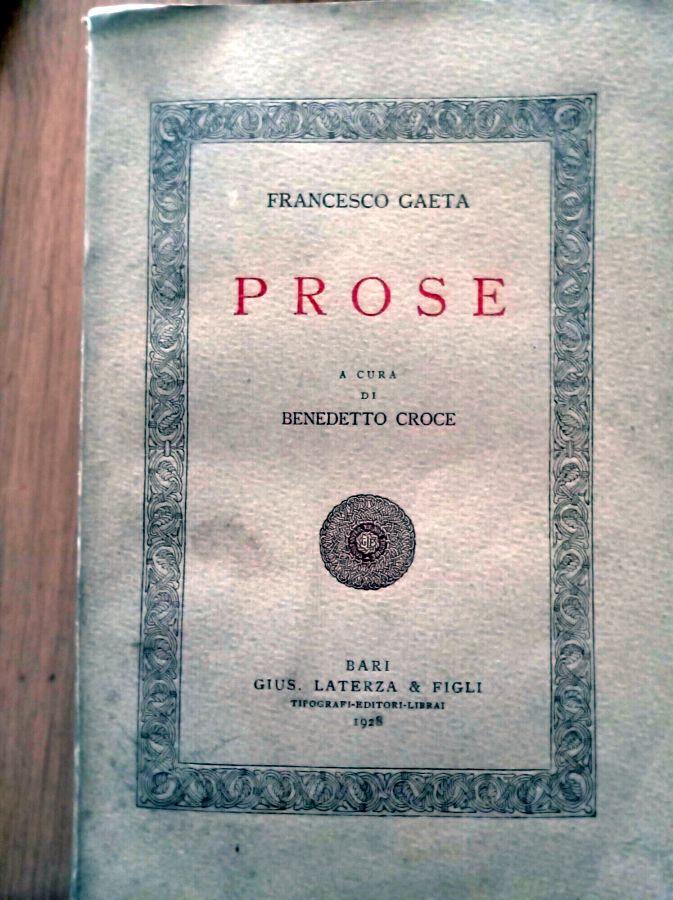 FRANCESCO GAETA
PROSE
A CURA
DI
BENEDETTO CROCE
BARI
GIUS. LATERZA & FIGLI
TIPOGRAFI-EDITORI-LIBRAI
1928